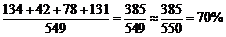 134+42+78+131/549 = 385/549 ≈ 385/550 = 70%